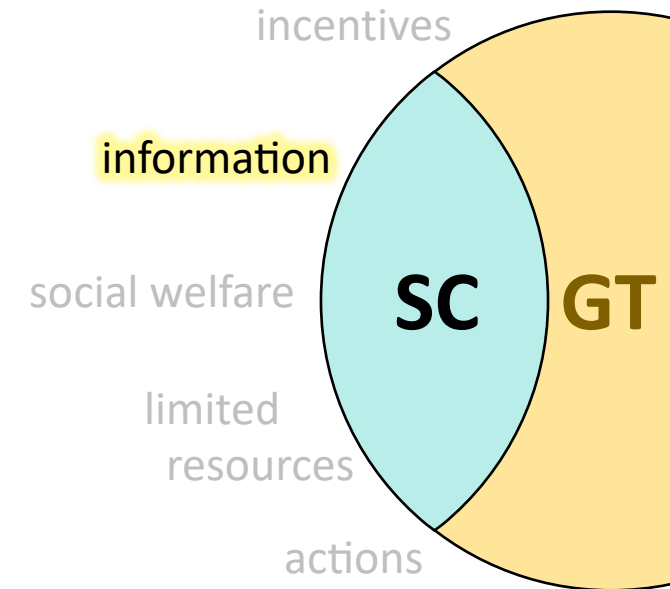 incentives
information
social welfare
SC GT
limited
resources
actions